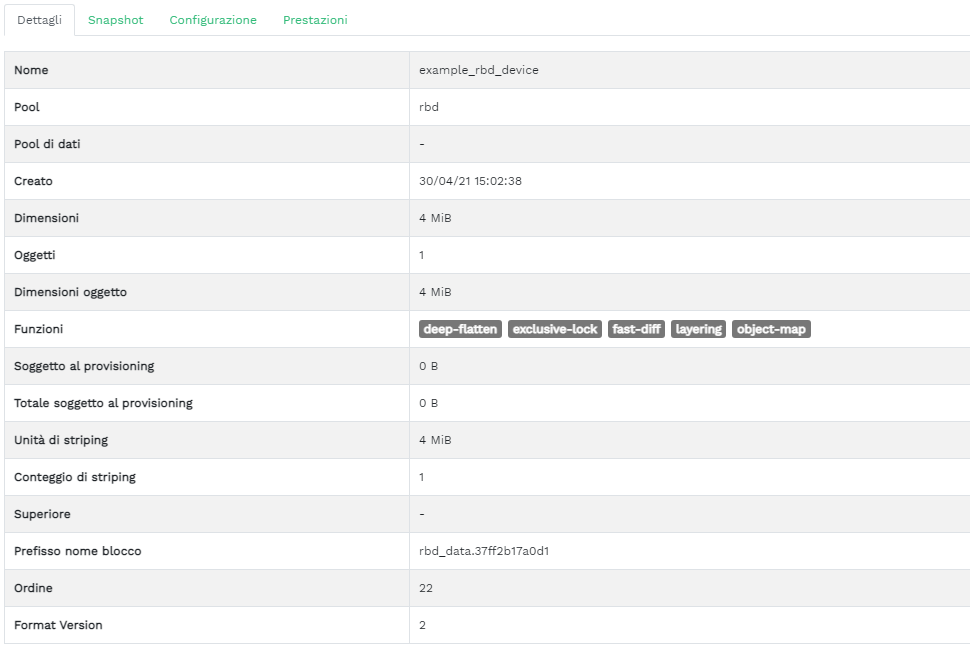 Dettagli Snapshot Configurazione Prestazioni
Nome example_rbd_device
Pool rbd
Pool di dati -
Creato 30/04/21 15:02:38
Dimensioni 4 MiB
Oggetti 1
Dimensioni oggetto 4 MiB
Funzioni deep-flatten exclusive-lock fast-diff layering object-map
Soggetto al provisioning 0 B
Totale soggetto al provisioning 0 B
Unità di striping 4 MiB
Conteggio di striping 1
Superiore -
Prefisso nome blocco rbd_data.37ff2b17a0d1
Ordine 22
Format Version 2